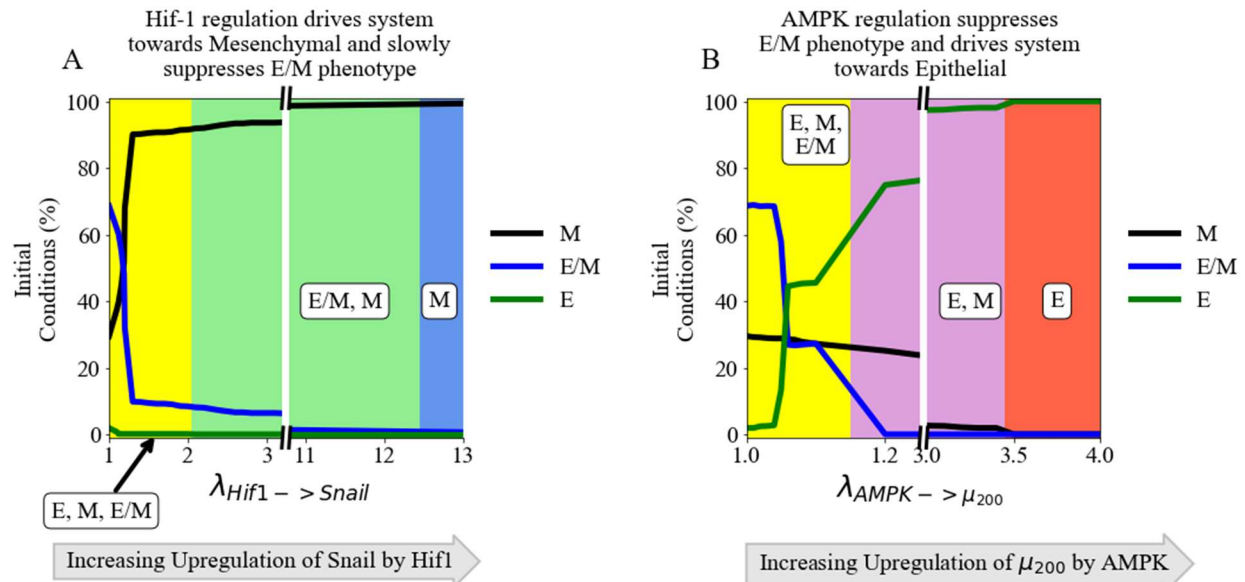 Hif-1 regulation drives system
towards Mesenchymal and slowly
suppresses E/M phenotype
A
100
80
60
40
20
0
Initial
Conditions (%)
E/M, M
M
M
E/M
E
1
2
3
11
12
13
λHif1−>Snail
E, M, E/M
Increasing Upregulation of Snail by Hif1
AMPK regulation suppresses
E/M phenotype and drives system
towards Epithelial
B
100
80
60
40
20
0
Initial
Conditions (%)
E, M,
E/M
E, M
E
M
E/M
E
1.0
1.2
3.0
3.5
4.0
λAMPK−>μ200
Increasing Upregulation of μ200 by AMPK